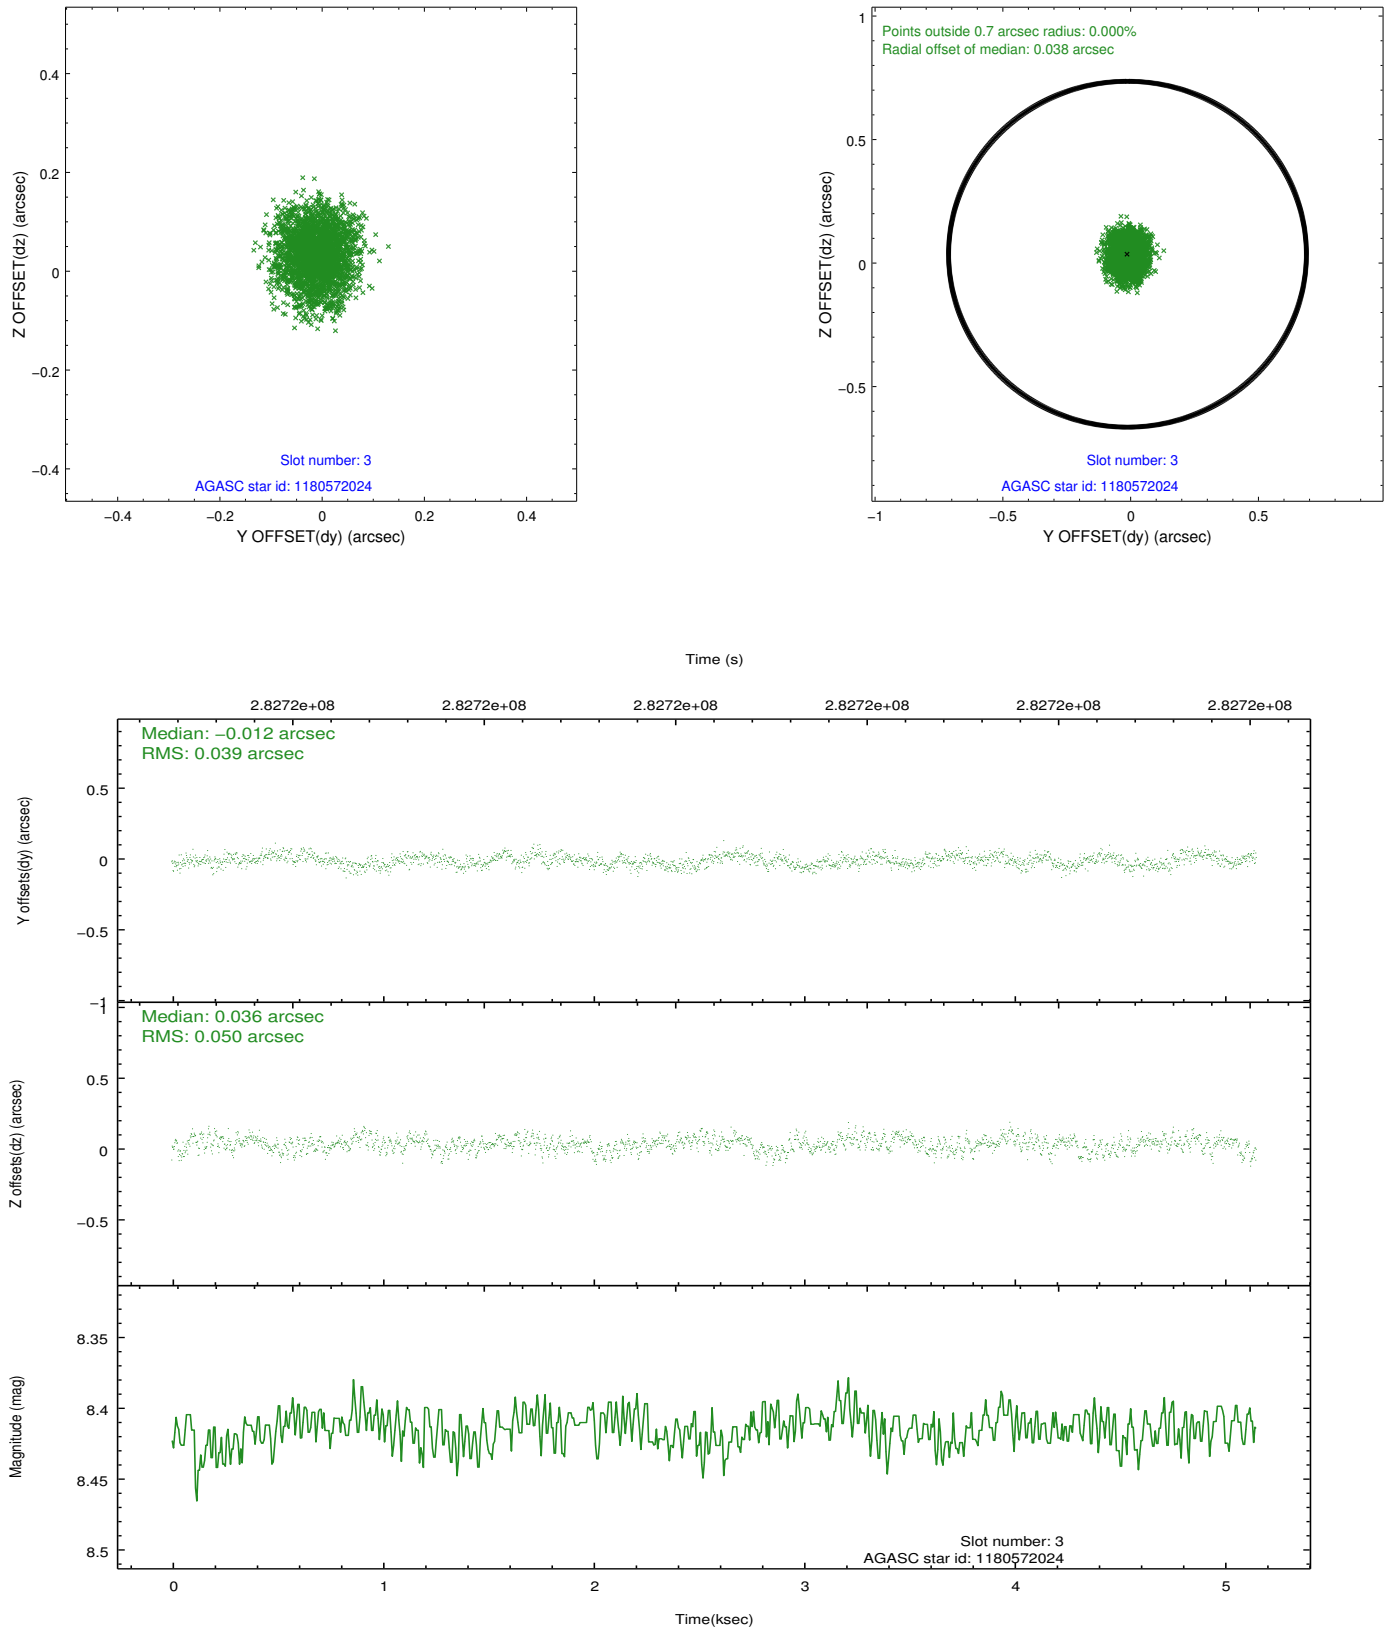 0.4
0.2
0
−0.2
−0.4
Z OFFSET(dz) (arcsec)
Slot number: 3
AGASC star id: 1180572024
−0.4 −0.2 0 0.2 0.4
Y OFFSET(dy) (arcsec)
Points outside 0.7 arcsec radius: 0.000%
Radial offset of median: 0.038 arcsec
1
0.5
0
−0.5
Z OFFSET(dz) (arcsec)
Slot number: 3
AGASC star id: 1180572024
−1 −0.5 0 0.5
Y OFFSET(dy) (arcsec)
Time (s)
2.8272e+08 2.8272e+08 2.8272e+08 2.8272e+08 2.8272e+08 2.8272e+08
Median: −0.012 arcsec
RMS: 0.039 arcsec
0.5
0
−0.5
−1
Y offsets(dy) (arcsec)
Median: 0.036 arcsec
RMS: 0.050 arcsec
1
0.5
0
−0.5
Z offsets(dz) (arcsec)
8.35
8.4
8.45
8.5
Magnitude (mag)
Slot number: 3
AGASC star id: 1180572024
0 1 2 3 4 5
Time(ksec)